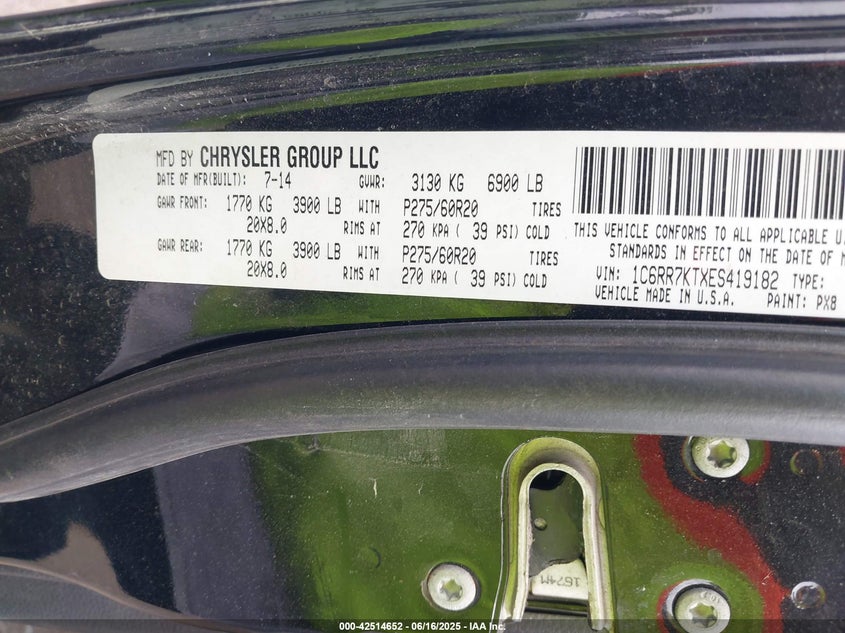 MFD BY CHRYSLER GROUP LLC
DATE OF MFR(BUILT): 7-14 GVWR: 3130 KG 6900 LB
GAWR FRONT: 1770 KG 3900 LB WITH P275/60R20 TIRES
20X8.0 RIMS AT 270 KPA ( 39 PSI) COLD
GAWR REAR: 1770 KG 3900 LB WITH P275/60R20 TIRES
20X8.0 RIMS AT 270 KPA ( 39 PSI) COLD
THIS VEHICLE CONFORMS TO ALL APPLICABLE U.
STANDARDS IN EFFECT ON THE DATE OF M
VIN: 1C6RR7KTXES419182 TYPE:
VEHICLE MADE IN U.S.A. PAINT: PX8
1674M
000-42514652 - 06/16/2025 - IAA Inc.